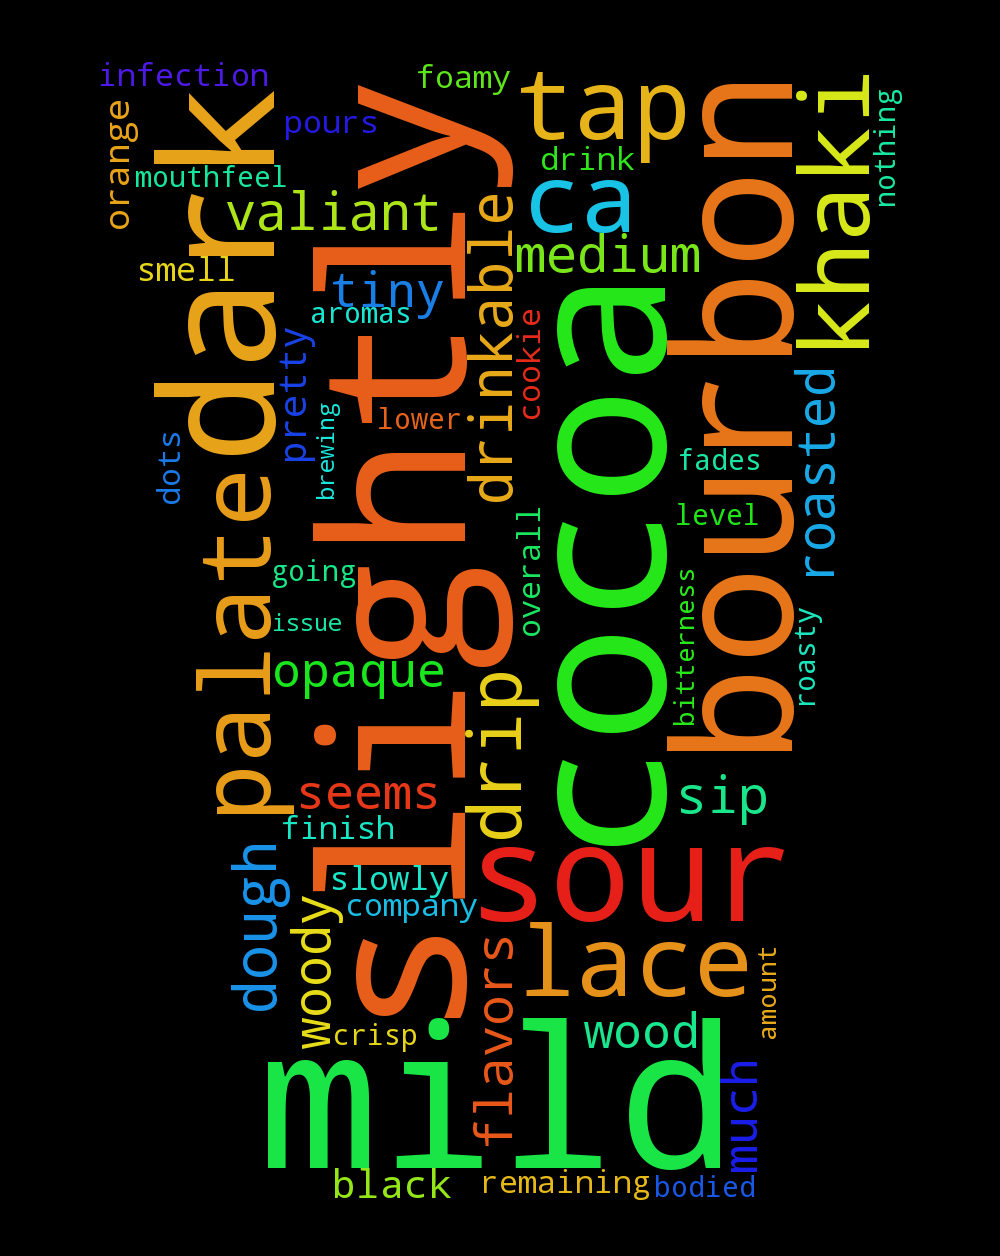 infection
foamy
tap
bourbon
khaki
nothing
orange
dark
pours
slightly
drink
mouthfeel
valiant
ca
drinkable
medium
smell
tiny
aromas
cocoa
cookie
pretty
brewing
lower
roasted
dots
fades
palate
level
overall
going
bitterness
issue
roasty
opaque
drip
seems
sip
finish
sour
dough
slowly
company
woody
lace
flavors
amount
crisp
wood
mild
much
black
remaining
bodied